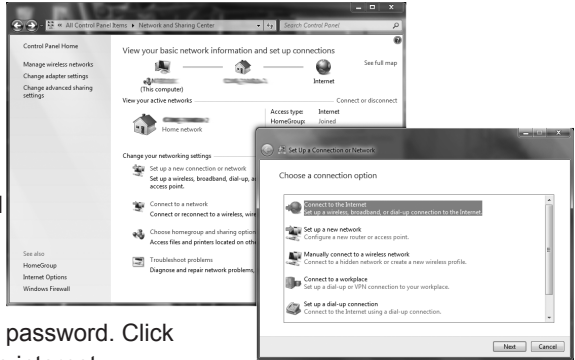 All Control Panel Items ▸ Network and Sharing Center
Search Control Panel
Control Panel Home
Manage wireless networks
Change adapter settings
Change advanced sharing
settings
See also
HomeGroup
Internet Options
Windows Firewall
View your basic network information and set up connections
See full map
(This computer)
Internet
View your active networks
Connect or disconnect
Home network
Access type: Internet
HomeGroup: Joined
Change your networking settings
Set up a new connection or network
Set up a wireless, broadband, dial-up, a
access point.
Connect to a network
Connect or reconnect to a wireless, wire
Choose homegroup and sharing option
Access files and printers located on othe
Troubleshoot problems
Diagnose and repair network problems,
Set Up a Connection or Network
Choose a connection option
Connect to the Internet
Set up a wireless, broadband, or dial-up connection to the Internet.
Set up a new network
Configure a new router or access point.
Manually connect to a wireless network
Connect to a hidden network or create a new wireless profile.
Connect to a workplace
Set up a dial-up or VPN connection to your workplace.
Set up a dial-up connection
Connect to the Internet using a dial-up connection.
Next
Cancel
password. Click